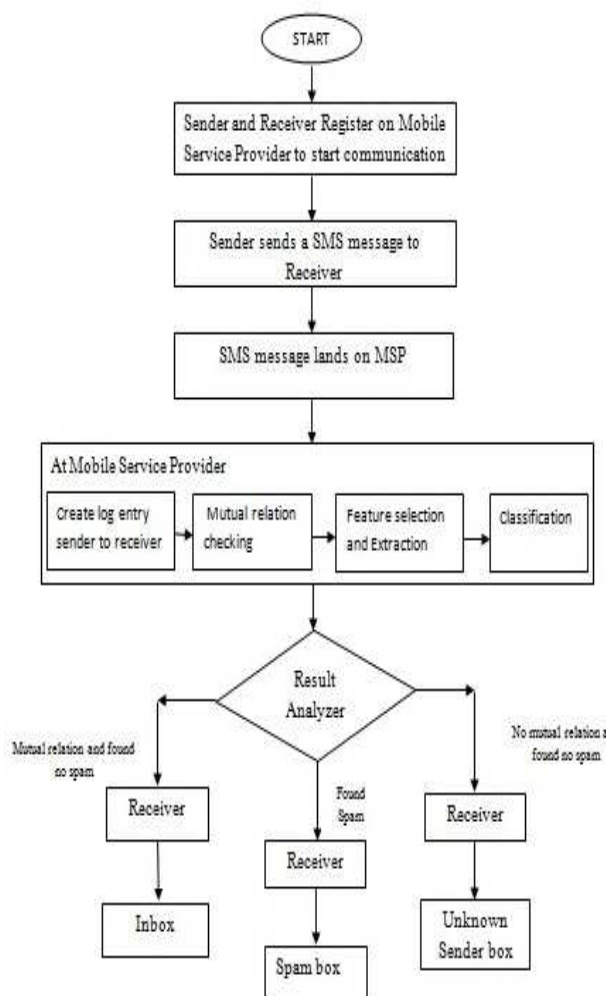 START
Sender and Receiver Register on Mobile
Service Provider to start communication
Sender sends a SMS message to
Receiver
SMS message lands on MSP
At Mobile Service Provider
Create log entry
sender to receiver
Mutual relation
checking
Feature selection
and Extraction
Classification
Result
Analyzer
Mutual relation and found
no spam
Found
Spam
No mutual relation a
found no spam
Receiver
Receiver
Receiver
Inbox
Spam box
Unknown
Sender box